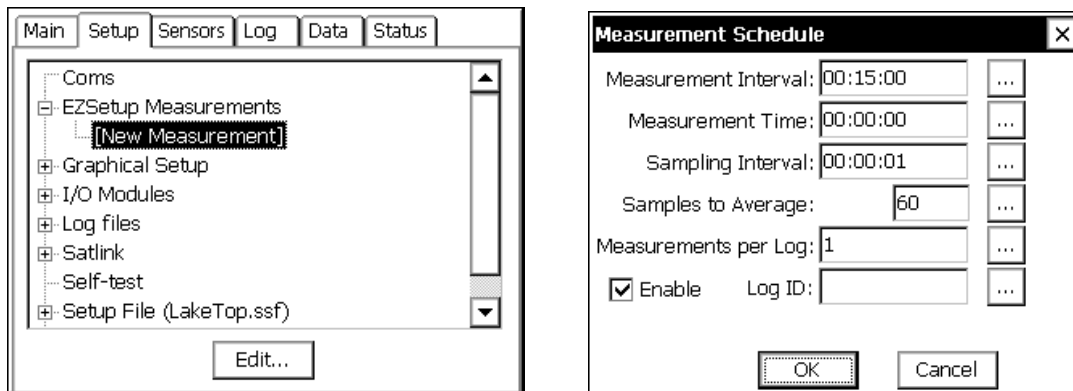 Main Setup Sensors Log Data Status
Coms
EZSetup Measurements
[New Measurement]
Graphical Setup
I/O Modules
Log files
Satlink
Self-test
Setup File (LakeTop.ssf)
Edit...
Measurement Schedule
Measurement Interval: 00:15:00 ...
Measurement Time: 00:00:00 ...
Sampling Interval: 00:00:01 ...
Samples to Average: 60 ...
Measurements per Log: 1 ...
Enable Log ID: ...
OK Cancel